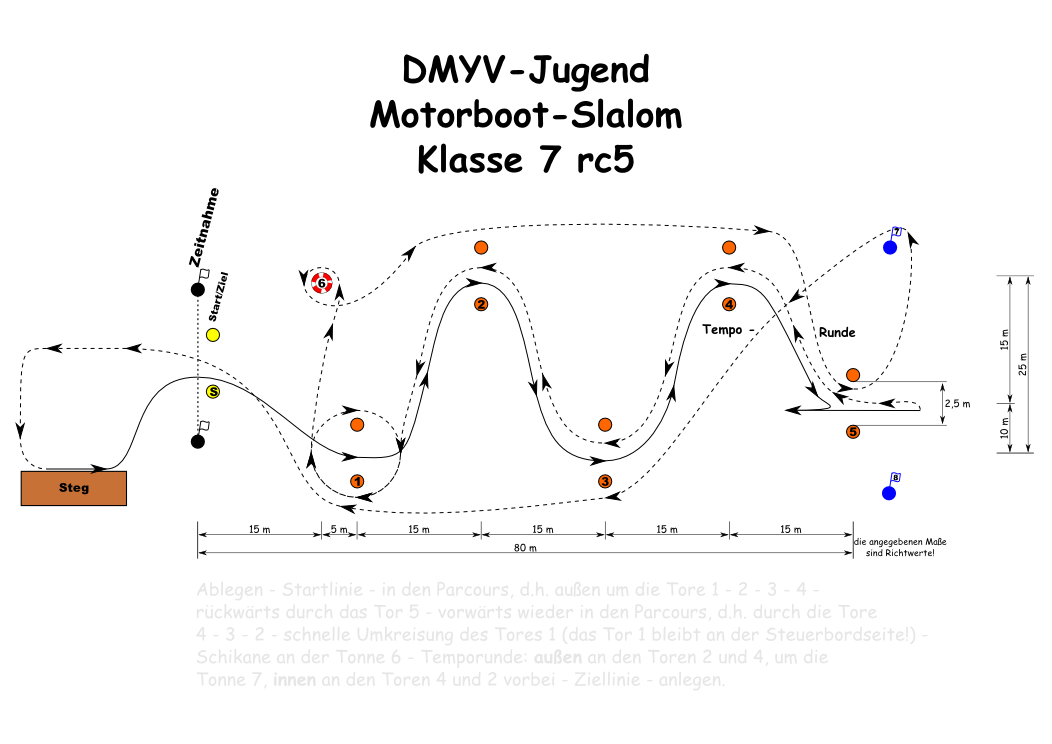 DMYV-Jugend
Motorboot-Slalom
Klasse 7 rc5
Zeitnahme
Start/Ziel
6
7
2
4
Tempo - Runde
S
15 m
25 m
2,5 m
10 m
5
1
3
Steg
8
15 m
5 m
15 m
15 m
15 m
15 m
80 m
die angegebenen Maße
sind Richtwerte!
Ablegen - Startlinie - in den Parcours, d.h. außen um die Tore 1 - 2 - 3 - 4 -
rückwärts durch das Tor 5 - vorwärts wieder in den Parcours, d.h. durch die Tore
4 - 3 - 2 - schnelle Umkreisung des Tores 1 (das Tor 1 bleibt an der Steuerbordseite!) -
Schikane an der Tonne 6 - Temporunde: außen an den Toren 2 und 4, um die
Tonne 7, innen an den Toren 4 und 2 vorbei - Ziellinie - anlegen.